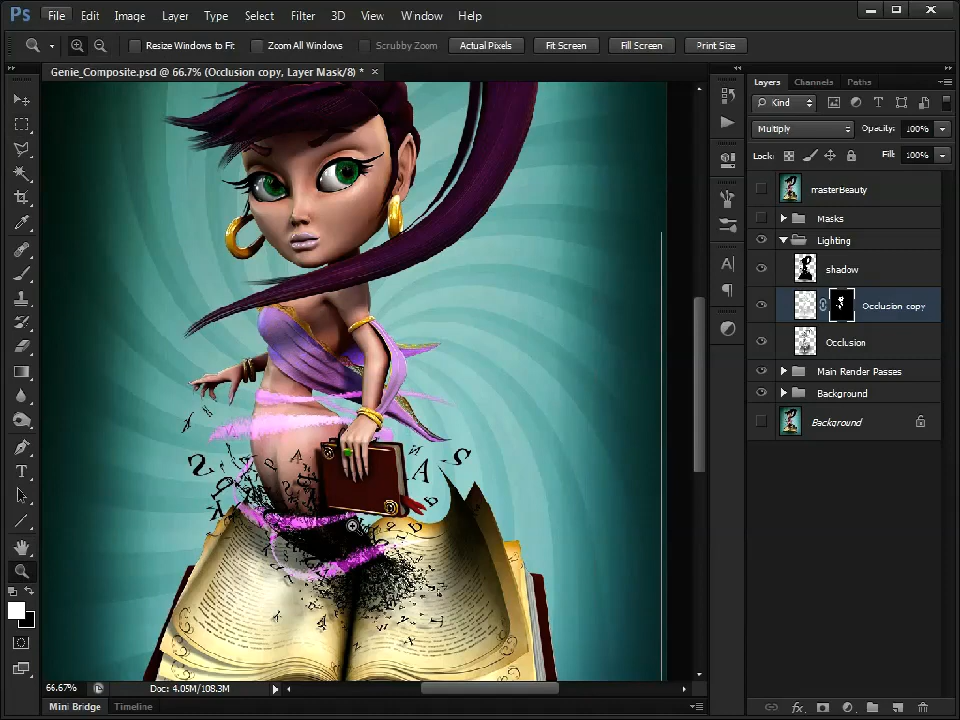 Ps File Edit Image Layer Type Select Filter 3D View Window Help
Resize Windows to Fit Zoom All Windows Scrubby Zoom Actual Pixels Fit Screen Fill Screen Print Size
Genie_Composite.psd @ 66.7% (Occlusion copy, Layer Mask/8) * ×
Layers Channels Paths
Kind
Multiply Opacity: 100%
Lock: Fill: 100%
masterBeauty
Masks
Lighting
shadow
Occlusion copy
Occlusion
Main Render Passes
Background
Background
66.67% Doc: 4.05M/108.3M
Mini Bridge Timeline